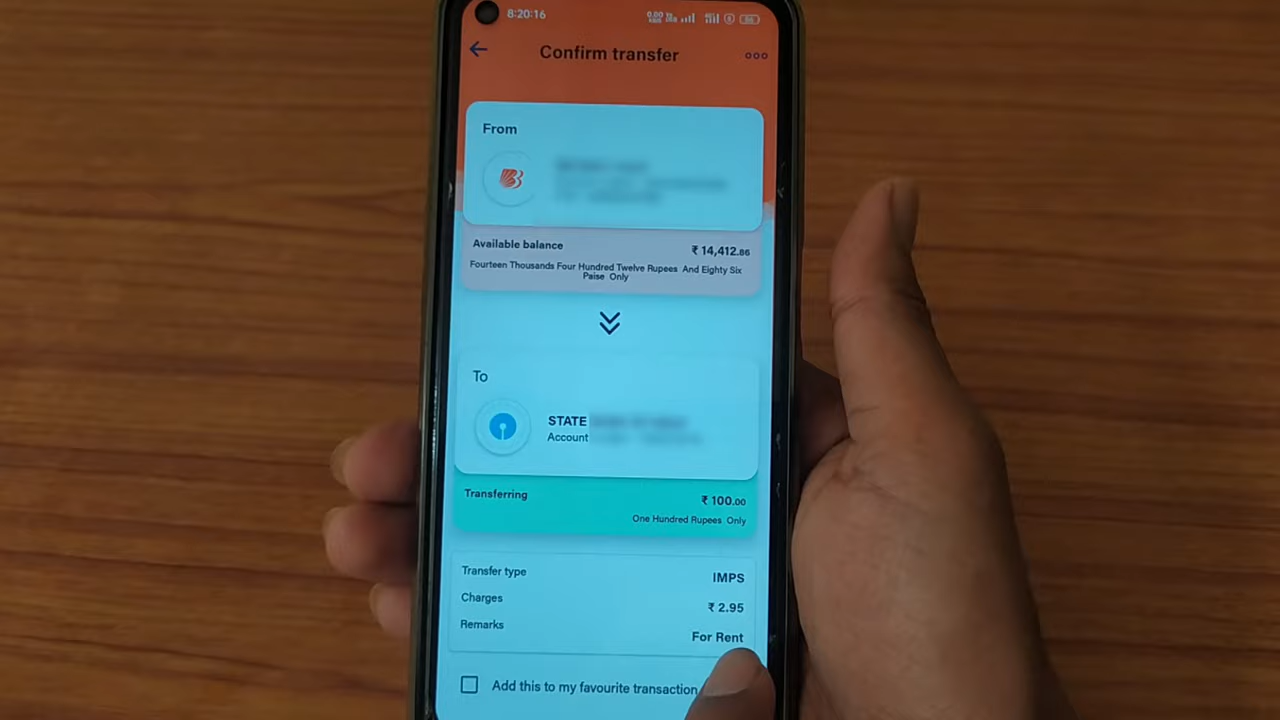 8:20:16
Confirm transfer
From
Available balance
₹ 14,412.86
Fourteen Thousands Four Hundred Twelve Rupees And Eighty Six
Paise Only
To
STATE
Account
Transferring
₹ 100.00
One Hundred Rupees Only
Transfer type
IMPS
Charges
₹ 2.95
Remarks
For Rent
Add this to my favourite transaction